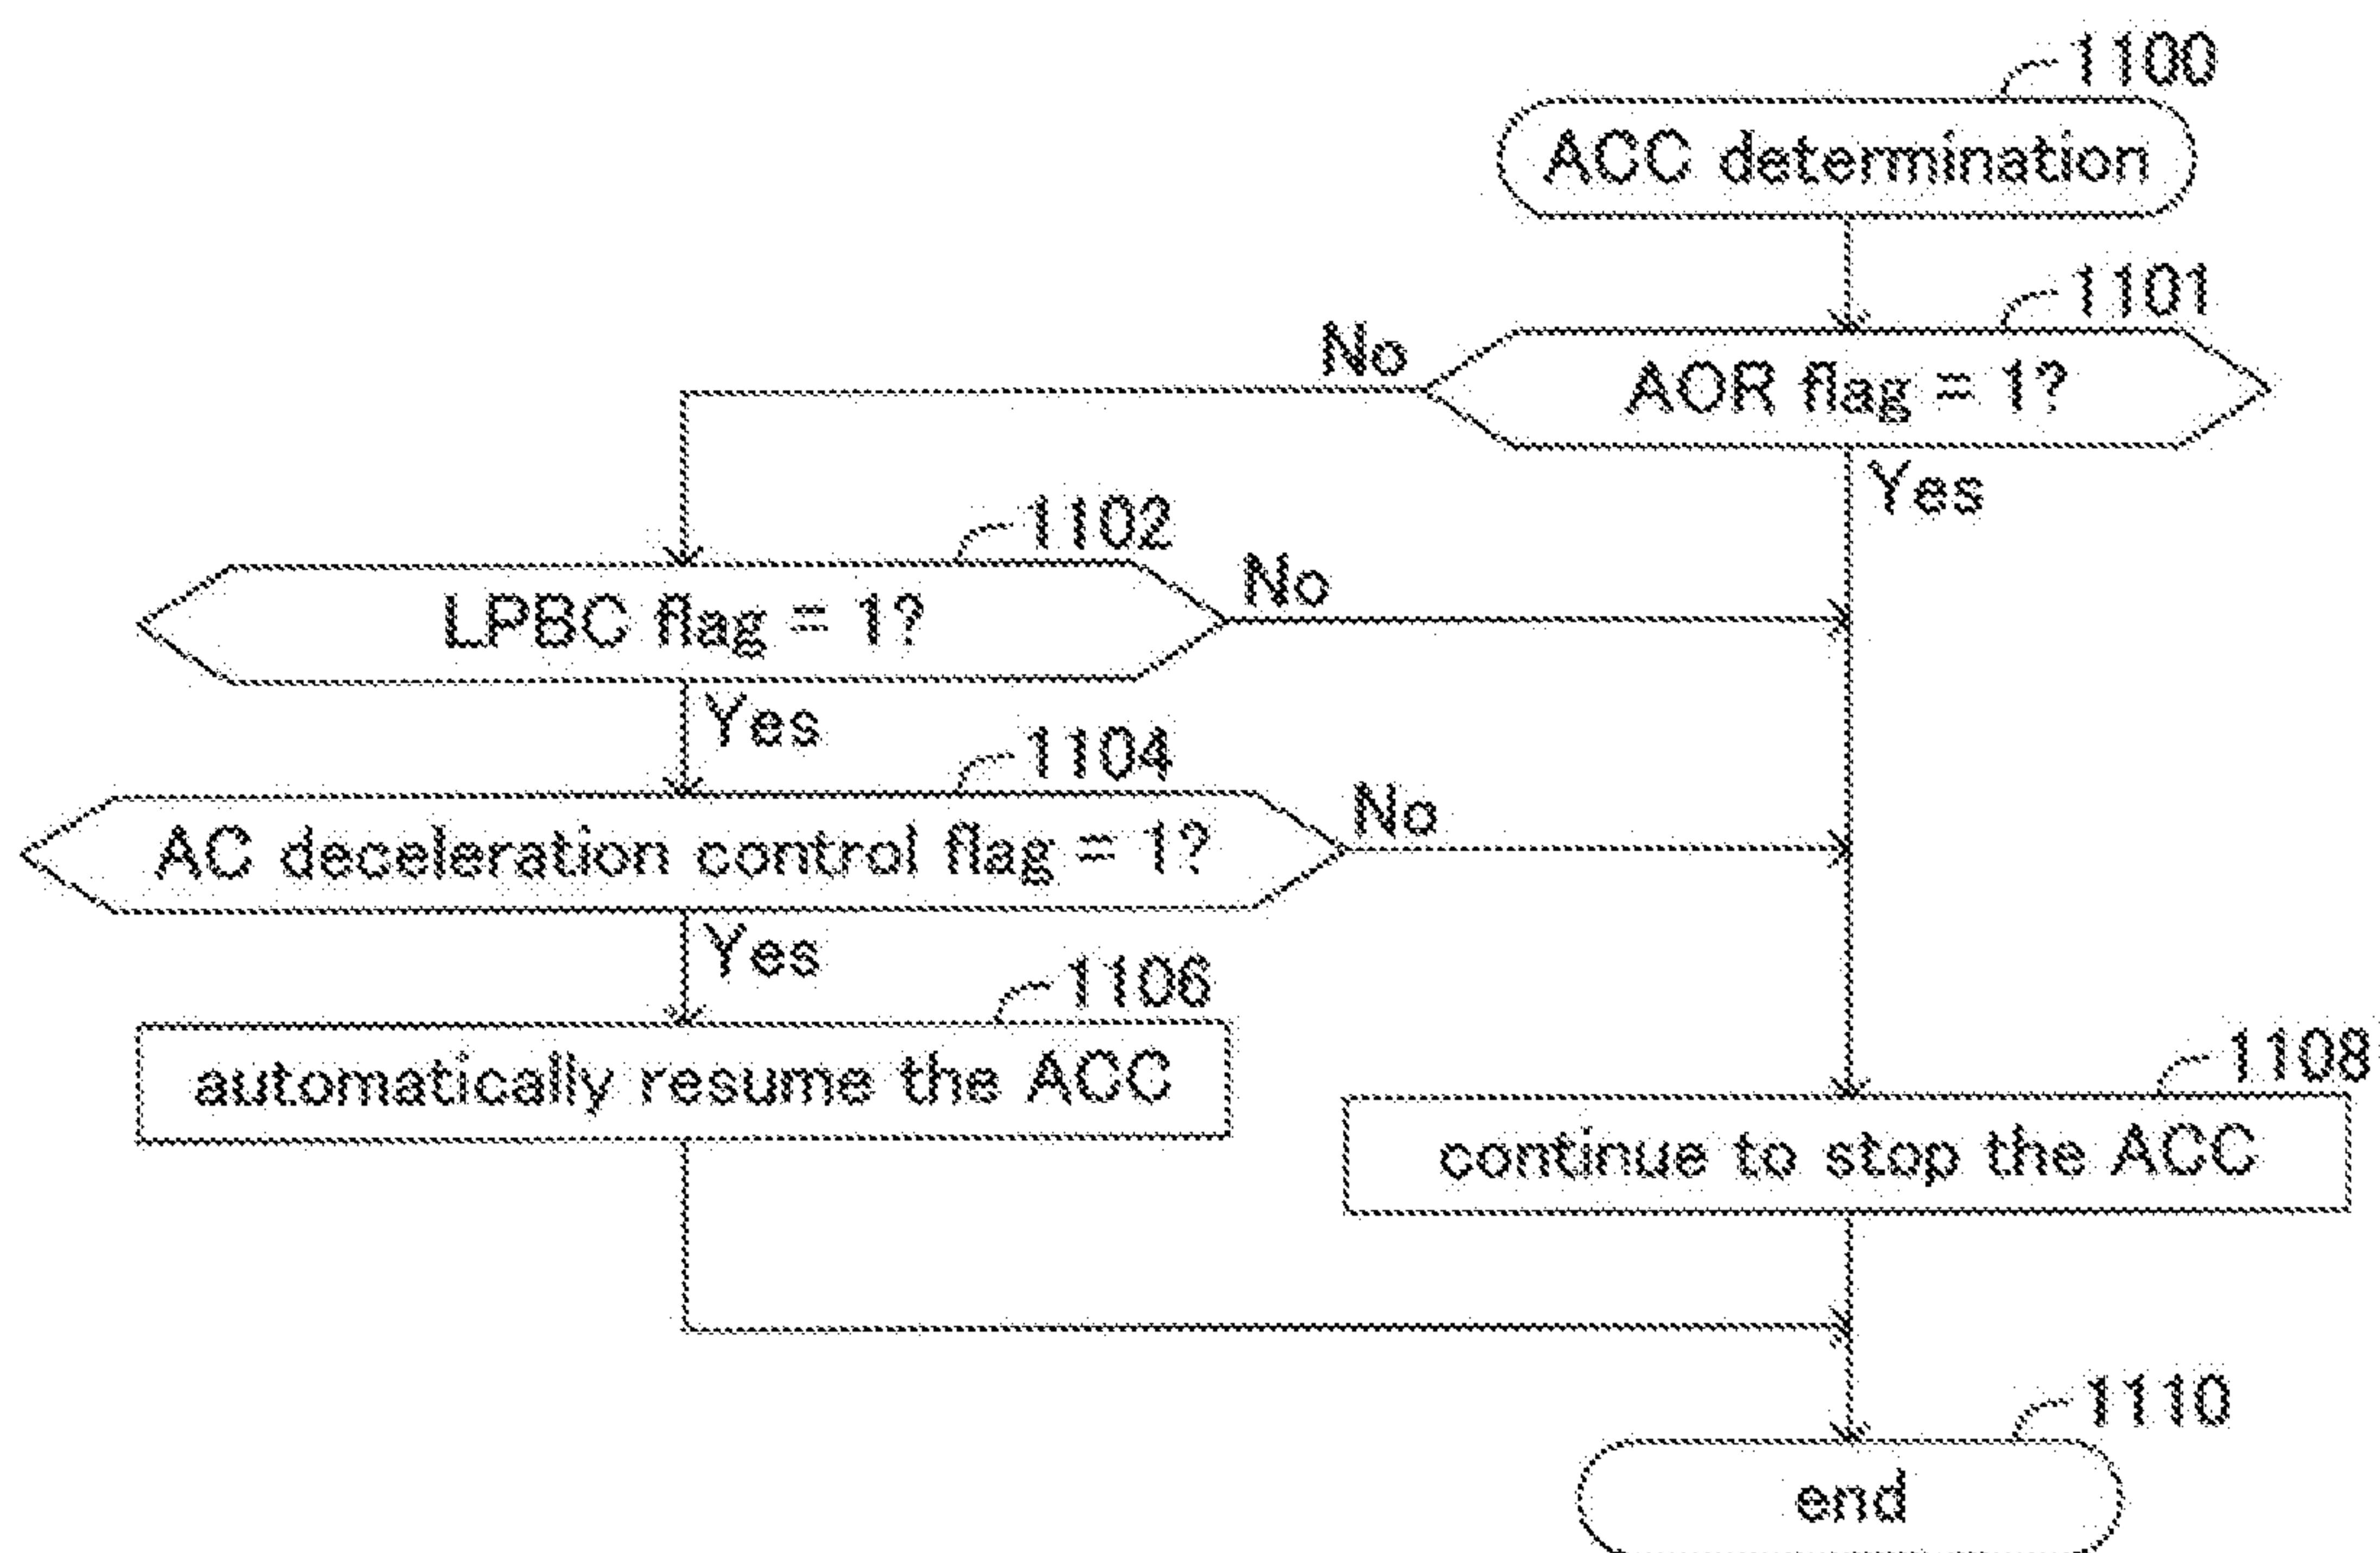 1100
ACC determination
1101
AOR flag = 1?
No
Yes
1102
LPBC flag = 1?
No
Yes
1104
AC deceleration control flag = 1?
No
Yes
1106
automatically resume the ACC
1108
continue to stop the ACC
1110
end